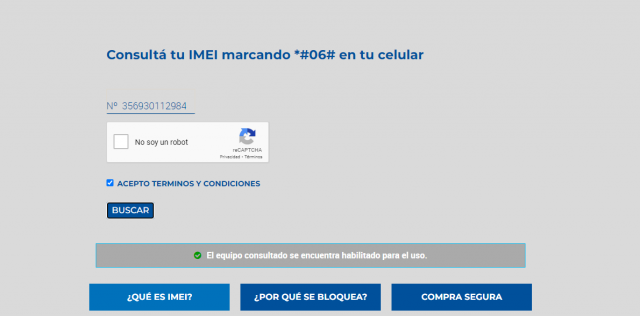 Consultá tu IMEI marcando *#06# en tu celular
Nº 356930112984
No soy un robot
reCAPTCHA
Privacidad - Términos
ACEPTO TERMINOS Y CONDICIONES
BUSCAR
El equipo consultado se encuentra habilitado para el uso.
¿QUÉ ES IMEI?
¿POR QUÉ SE BLOQUEA?
COMPRA SEGURA